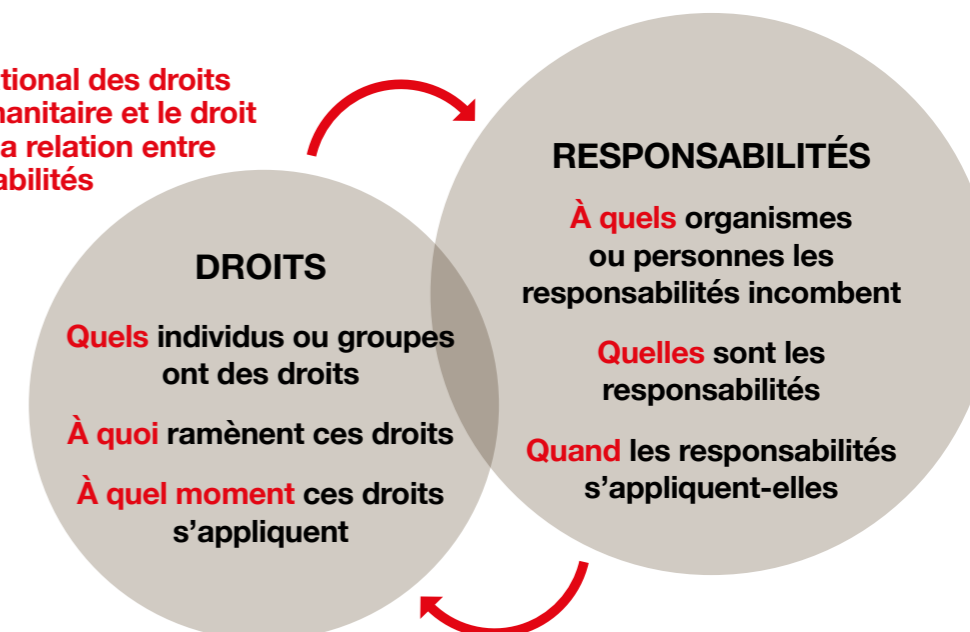 tional des droits
manitaire et le droit
a relation entre
abilités
DROITS
Quels individus ou groupes
ont des droits
À quoi ramènent ces droits
À quel moment ces droits
s’appliquent
RESPONSABILITÉS
À quels organismes
ou personnes les
responsabilités incombent
Quelles sont les
responsabilités
Quand les responsabilités
s’appliquent-elles